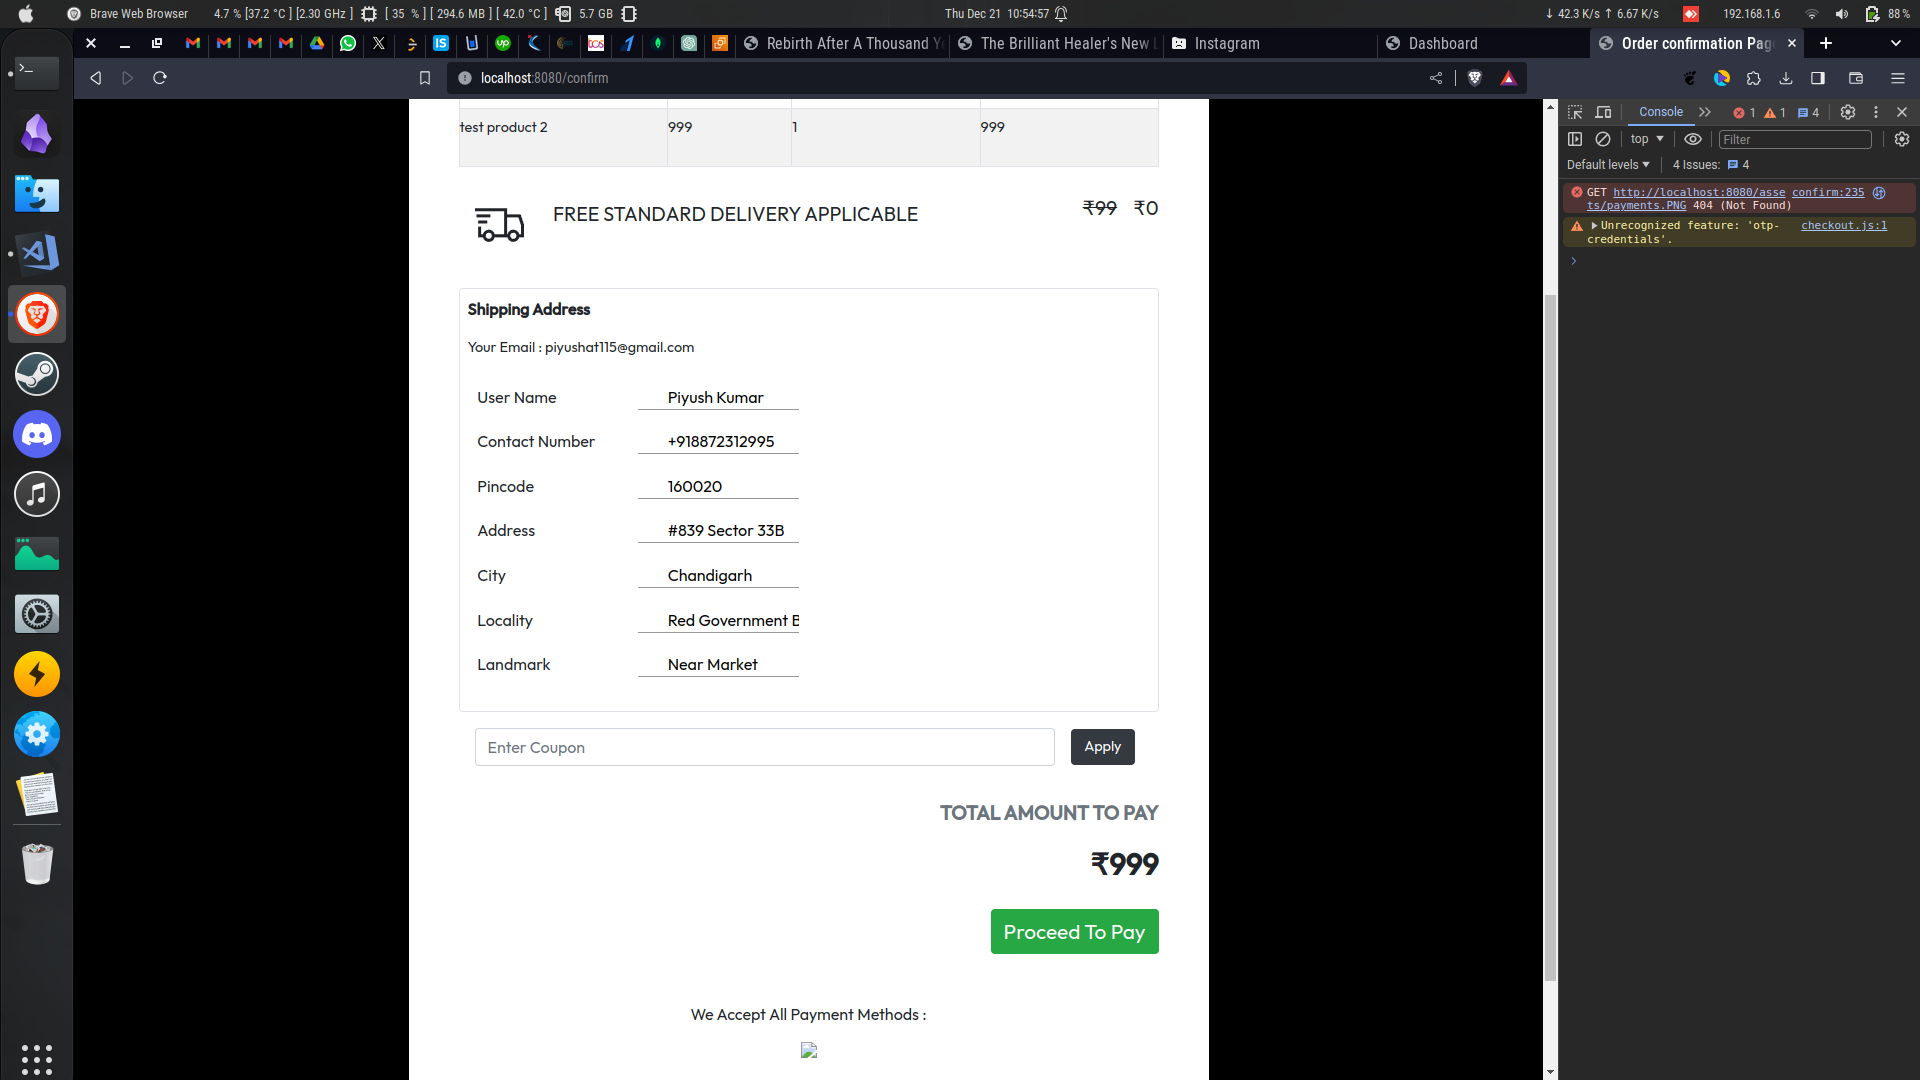 Brave Web Browser 4.7 % [37.2 °C ] [2.30 GHz ] [ 35 % ] [ 294.6 MB ] [ 42.0 °C ] 5.7 GB Thu Dec 21 10:54:57 ↓ 42.3 K/s ↑ 6.67 K/s 192.168.1.6 88 %
Rebirth After A Thousand Y The Brilliant Healer's New L Instagram Dashboard Order confirmation Pag
localhost:8080/confirm
Console 1 1 4
top Filter
Default levels 4 Issues: 4
GET http://localhost:8080/asse confirm:235
ts/payments.PNG 404 (Not Found)
Unrecognized feature: 'otp- checkout.js:1
credentials'.
test product 2 999 1 999
FREE STANDARD DELIVERY APPLICABLE ₹99 ₹0
Shipping Address
Your Email : piyushat115@gmail.com
User Name Piyush Kumar
Contact Number +918872312995
Pincode 160020
Address #839 Sector 33B
City Chandigarh
Locality Red Government B
Landmark Near Market
Enter Coupon Apply
TOTAL AMOUNT TO PAY
₹999
Proceed To Pay
We Accept All Payment Methods :